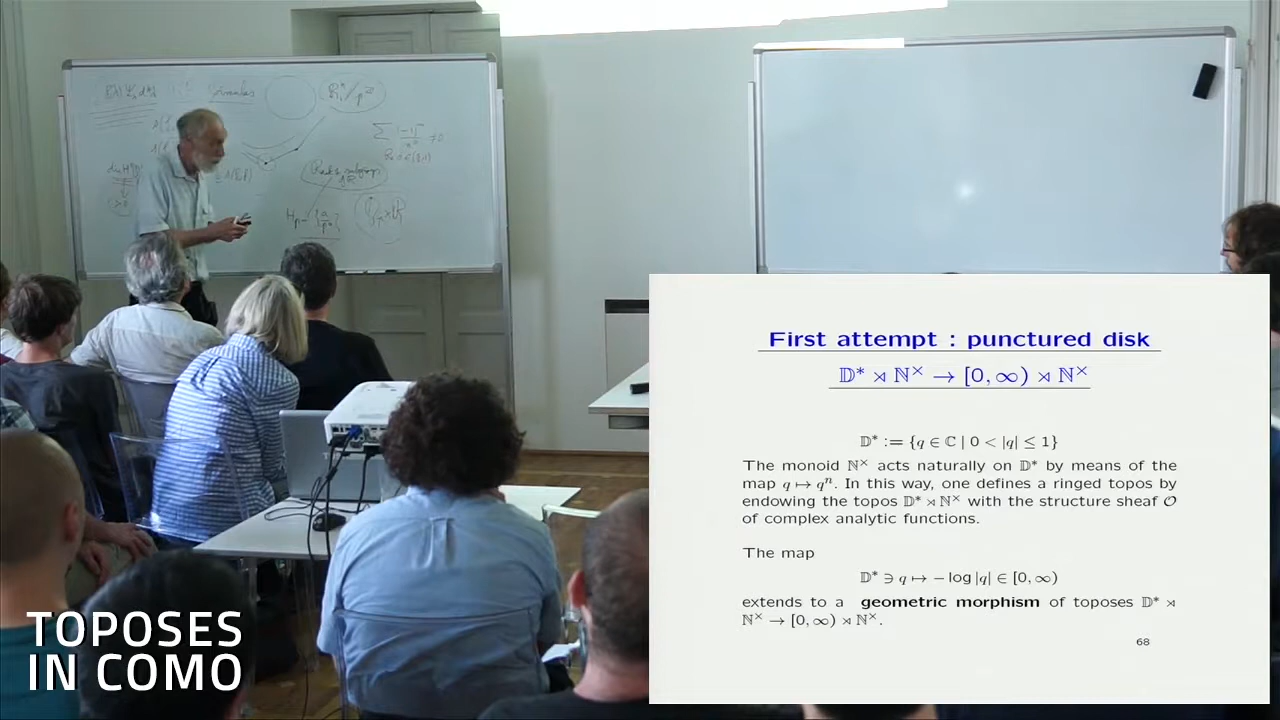 First attempt : punctured disk
𝔻* ⋊ ℕ× → [0, ∞) ⋊ ℕ×
𝔻* := {q ∈ ℂ | 0 < |q| ≤ 1}
The monoid ℕ× acts naturally on 𝔻* by means of the
map q ↦ qⁿ. In this way, one defines a ringed topos by
endowing the topos 𝔻* ⋊ ℕ× with the structure sheaf 𝒪
of complex analytic functions.
The map
𝔻* ∋ q ↦ − log |q| ∈ [0, ∞)
extends to a geometric morphism of toposes 𝔻* ⋊
ℕ× → [0, ∞) ⋊ ℕ×.
68
TOPOSES
IN COMO